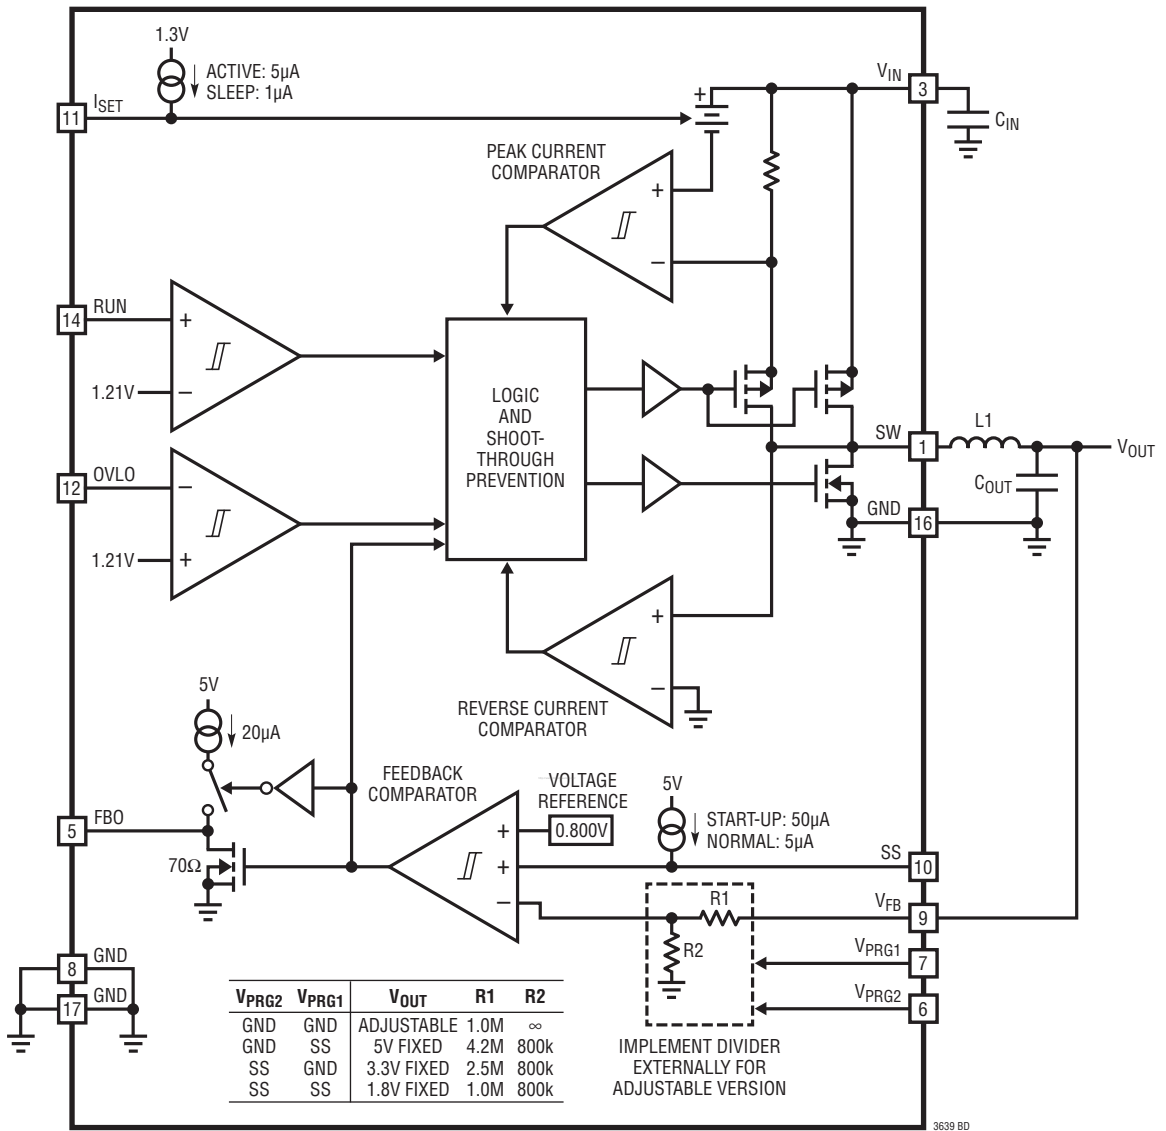 1.3V
ACTIVE: 5µA
SLEEP: 1µA
11
ISET
+
VIN
3
CIN
PEAK CURRENT
COMPARATOR
+
–
14
RUN
+
1.21V
–
12
OVLO
–
1.21V
+
LOGIC
AND
SHOOT-
THROUGH
PREVENTION
SW
1
L1
VOUT
COUT
GND
16
+
–
REVERSE CURRENT
COMPARATOR
5V
20µA
FEEDBACK
COMPARATOR
VOLTAGE
REFERENCE
0.800V
5V
START-UP: 50µA
NORMAL: 5µA
5
FBO
70Ω
+
+
–
SS
10
R1
VFB
9
R2
VPRG1
7
VPRG2
6
8
GND
17
GND
VPRG2 VPRG1 VOUT R1 R2
GND GND ADJUSTABLE 1.0M ∞
GND SS 5V FIXED 4.2M 800k
SS GND 3.3V FIXED 2.5M 800k
SS SS 1.8V FIXED 1.0M 800k
IMPLEMENT DIVIDER
EXTERNALLY FOR
ADJUSTABLE VERSION
3639 BD